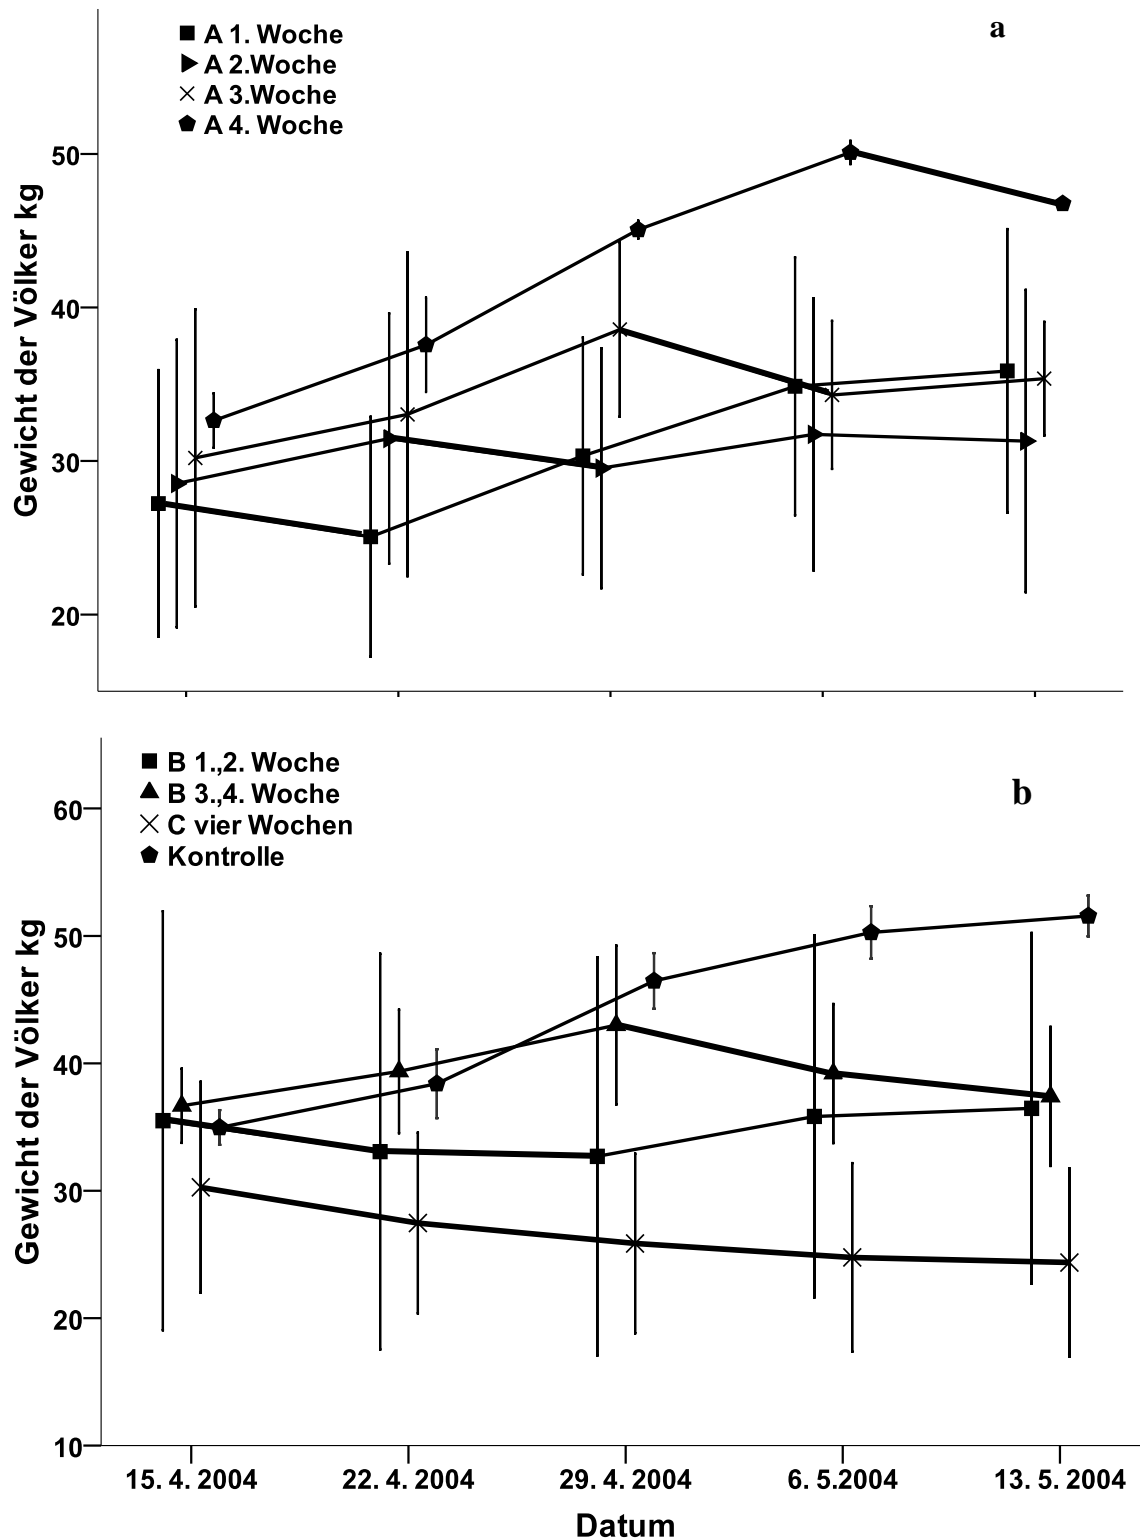 a
A 1. Woche
A 2.Woche
A 3.Woche
A 4. Woche
50
40
30
20
Gewicht der Völker kg
b
B 1.,2. Woche
B 3.,4. Woche
C vier Wochen
Kontrolle
60
50
40
30
20
10
Gewicht der Völker kg
15. 4. 2004 22. 4. 2004 29. 4. 2004 6. 5.2004 13. 5. 2004
Datum